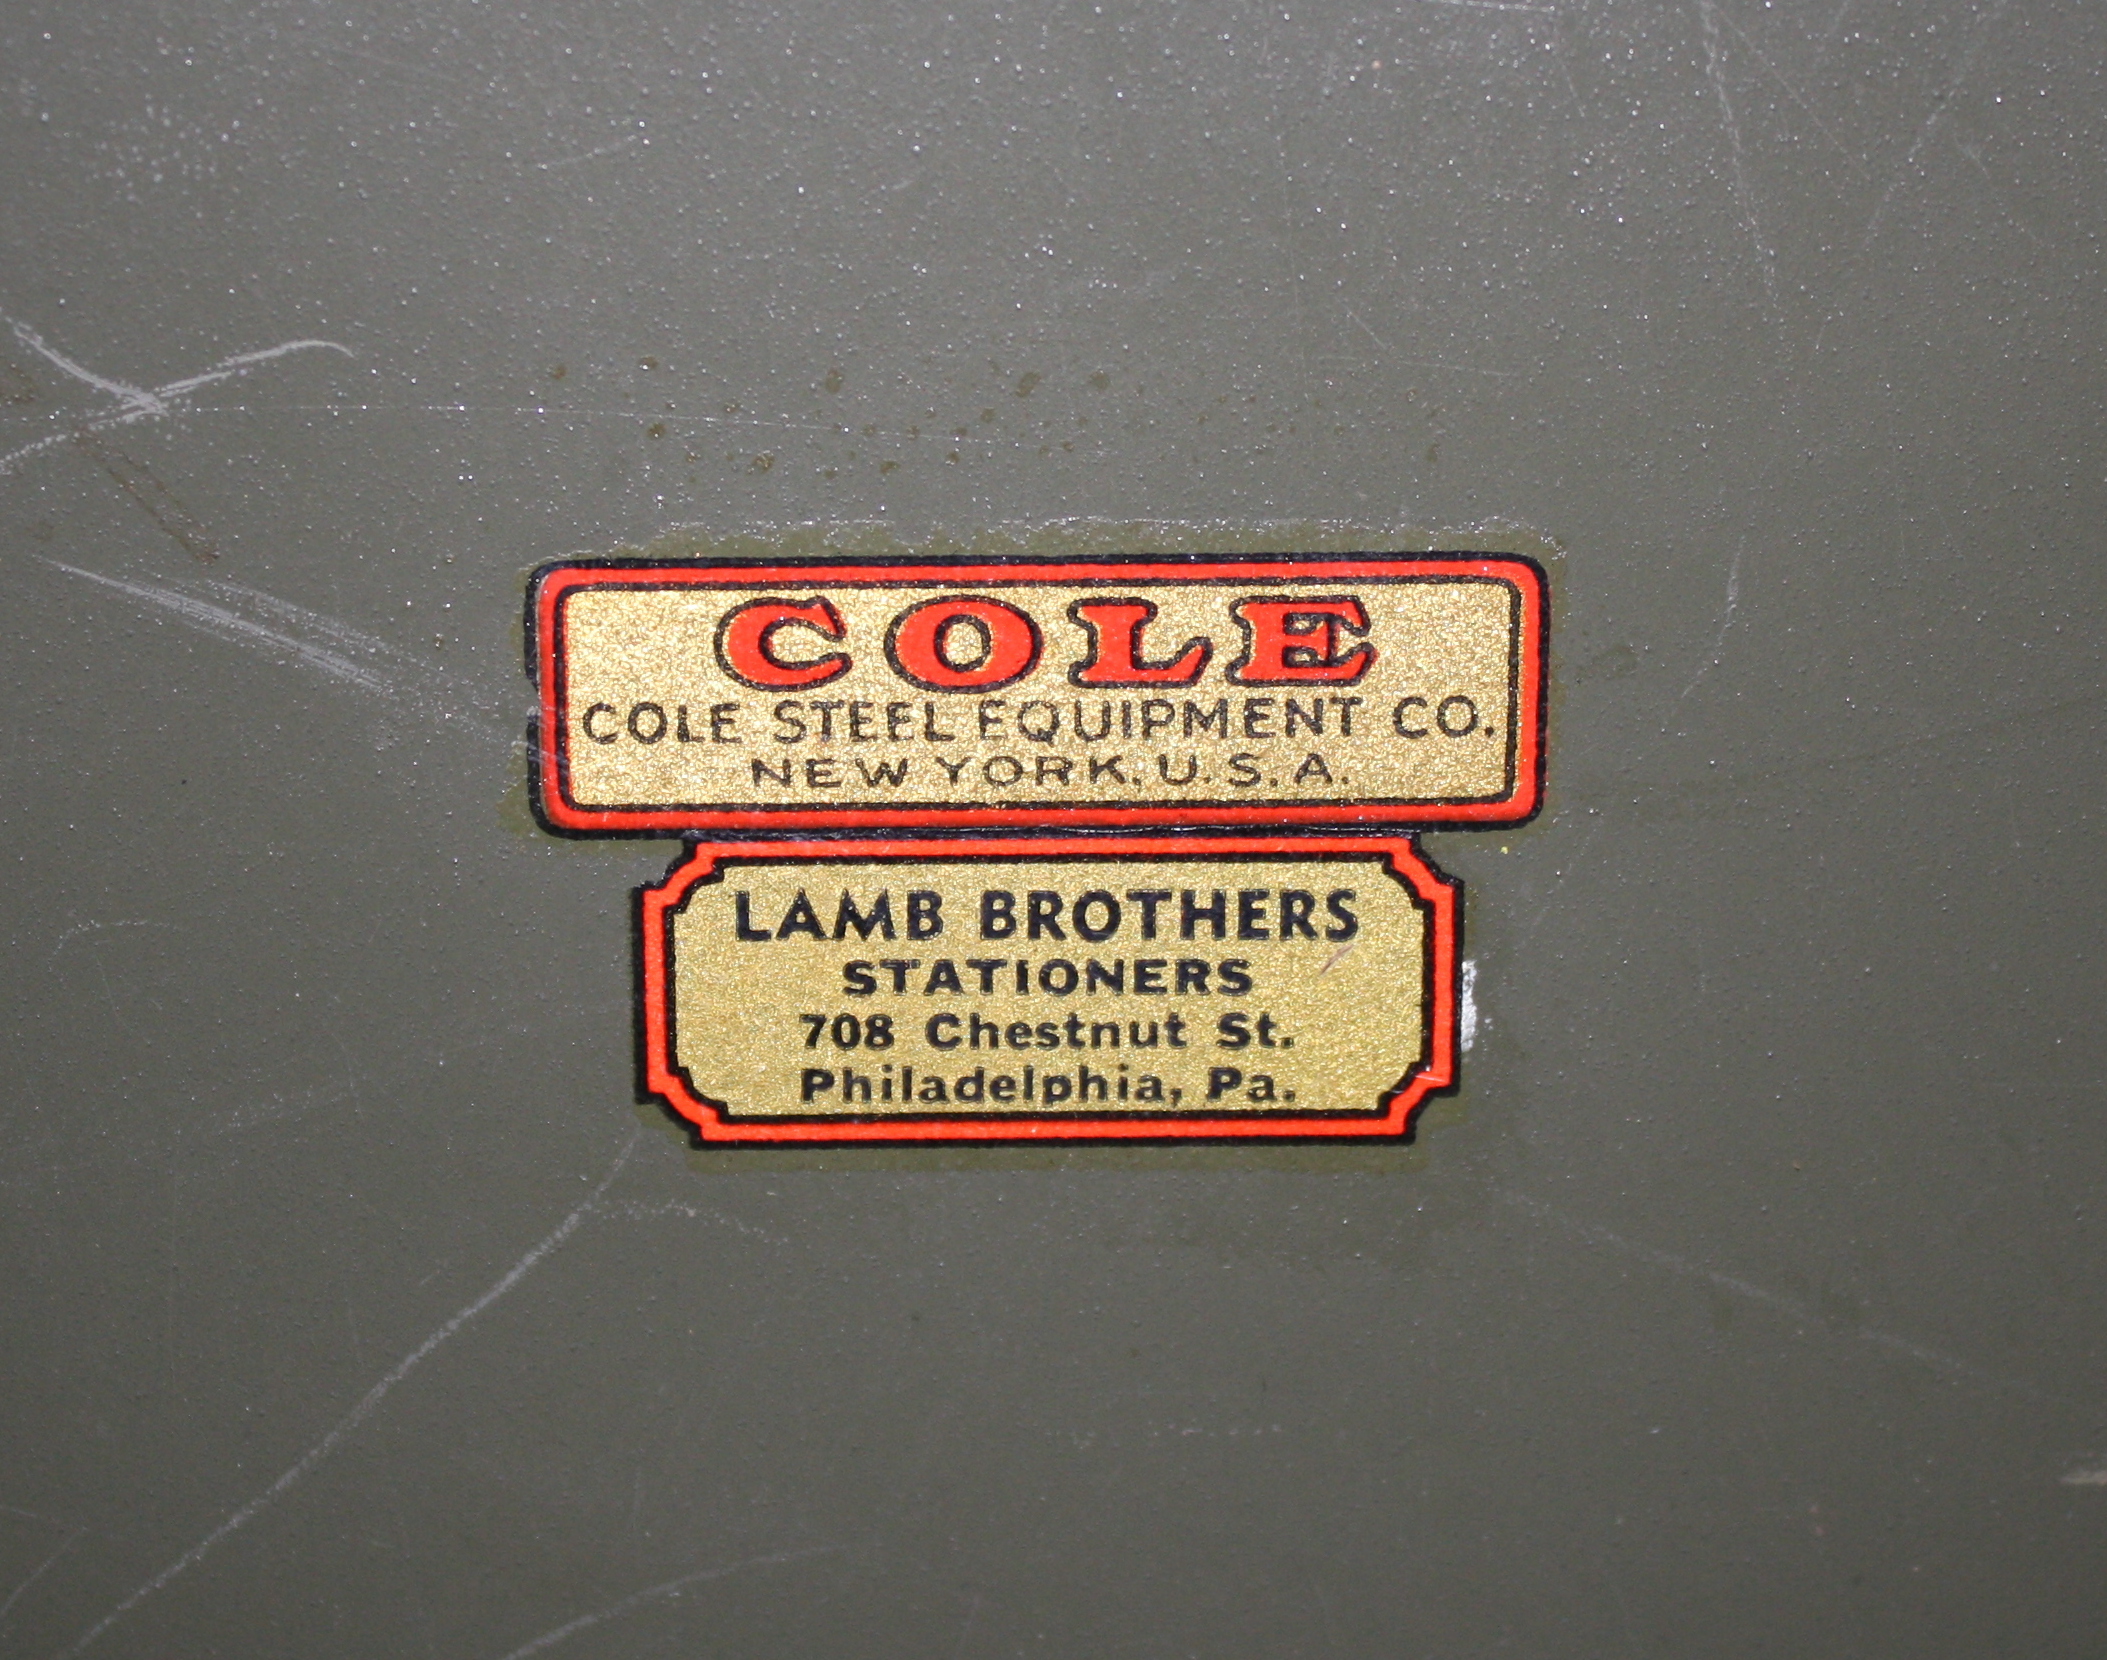 COLE
COLE STEEL EQUIPMENT CO.
NEW YORK, U.S.A.
LAMB BROTHERS
STATIONERS
708 Chestnut St.
Philadelphia, Pa.